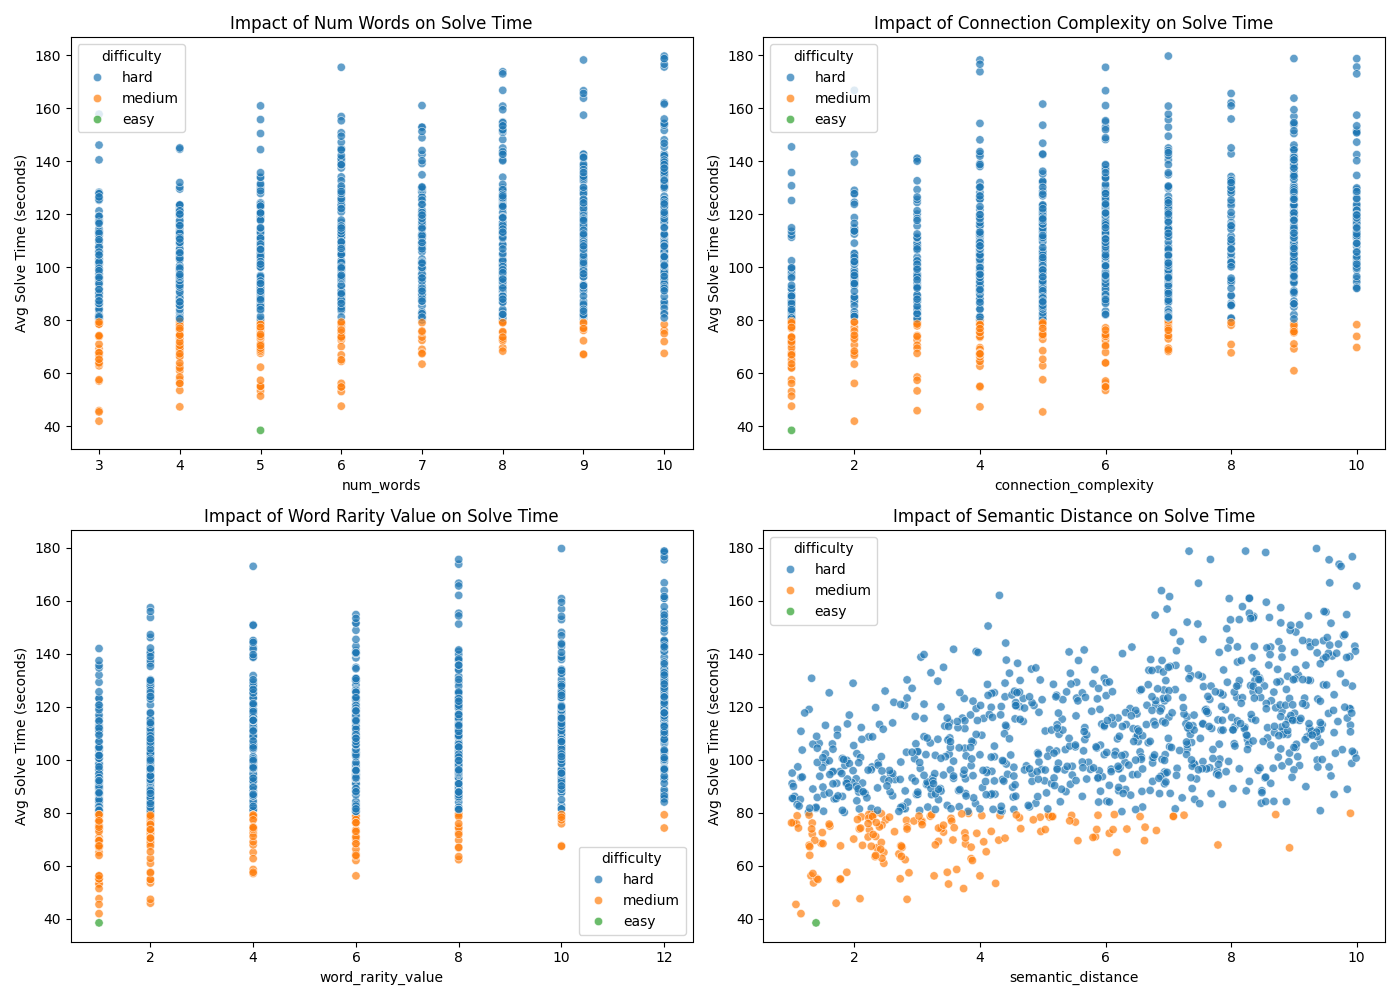 Impact of Num Words on Solve Time
Avg Solve Time (seconds)
180
160
140
120
100
80
60
40
difficulty
hard
medium
easy
3 4 5 6 7 8 9 10
num_words
Impact of Connection Complexity on Solve Time
Avg Solve Time (seconds)
180
160
140
120
100
80
60
40
difficulty
hard
medium
easy
2 4 6 8 10
connection_complexity
Impact of Word Rarity Value on Solve Time
Avg Solve Time (seconds)
180
160
140
120
100
80
60
40
difficulty
hard
medium
easy
2 4 6 8 10 12
word_rarity_value
Impact of Semantic Distance on Solve Time
Avg Solve Time (seconds)
180
160
140
120
100
80
60
40
difficulty
hard
medium
easy
2 4 6 8 10
semantic_distance